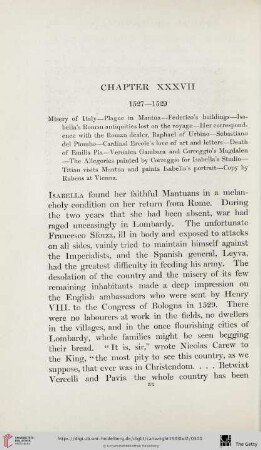 CHAPTER XXXVII
1527—1529
Misery of Italy—Plague in Mantua—Federico's buildings—Isa-
bella's Roman antiquities lost on the voyage—Her correspond-
ence with the Roman dealer, Raphael of Urbino—Sebastiano
del Piombo—Cardinal Ercole's love of art and letters—Death
of Emilia Pia—Veronica Gambara and Correggio's Magdalen
—The Allegories painted by Correggio for Isabella's Studio—
Titian visits Mantua and paints Isabella's portrait—Copy by
Rubens at Vienna.
ISABELLA found her faithful Mantuans in a melan-
choly condition on her return from Rome. During
the two years that she had been absent, war had
raged unceasingly in Lombardy. The unfortunate
Francesco Sforza, ill in body and exposed to attacks
on all sides, vainly tried to maintain himself against
the Imperialists, and the Spanish general, Leyva,
had the greatest difficulty in feeding his army. The
desolation of the country and the misery of its few
remaining inhabitants made a deep impression on
the English ambassadors who were sent by Henry
VIII. to the Congress of Bologna in 1529. There
were no labourers at work in the fields, no dwellers
in the villages, and in the once flourishing cities of
Lombardy, whole families might be seen begging
their bread. "It is, sir," wrote Nicolas Carew to
the King, "the most pity to see this country, as we
suppose, that ever was in Christendom. . . . Betwixt
Vercelli and Pavia the whole country has been
The Getty